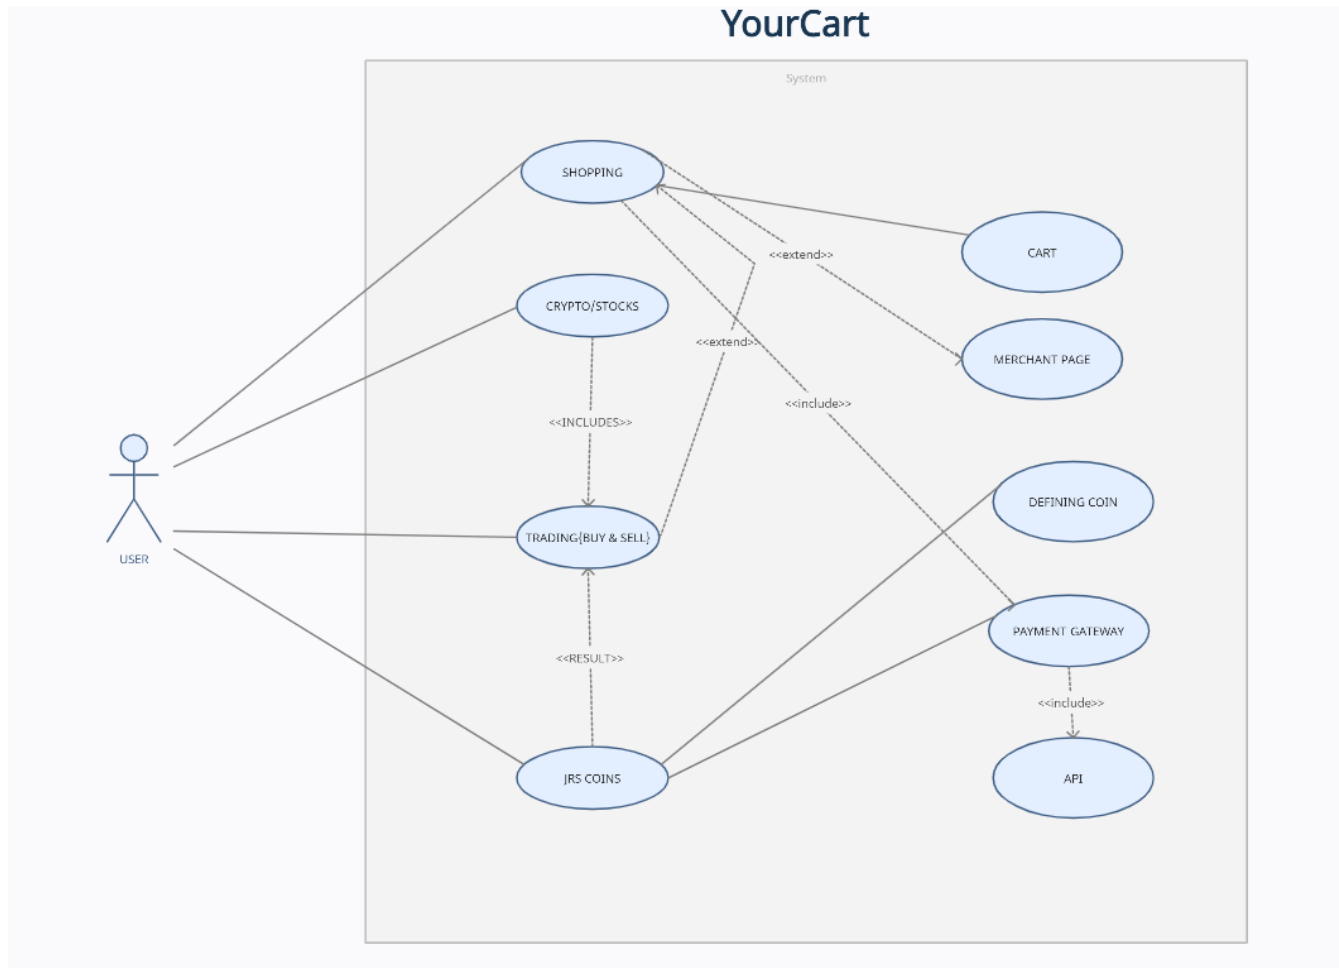 YourCart
System
SHOPPING
<<extend>>
CART
CRYPTO/STOCKS
<<extend>>
MERCHANT PAGE
<<include>>
<<INCLUDES>>
DEFINING COIN
TRADING{BUY & SELL}
USER
PAYMENT GATEWAY
<<RESULT>>
<<include>>
JRS COINS
API